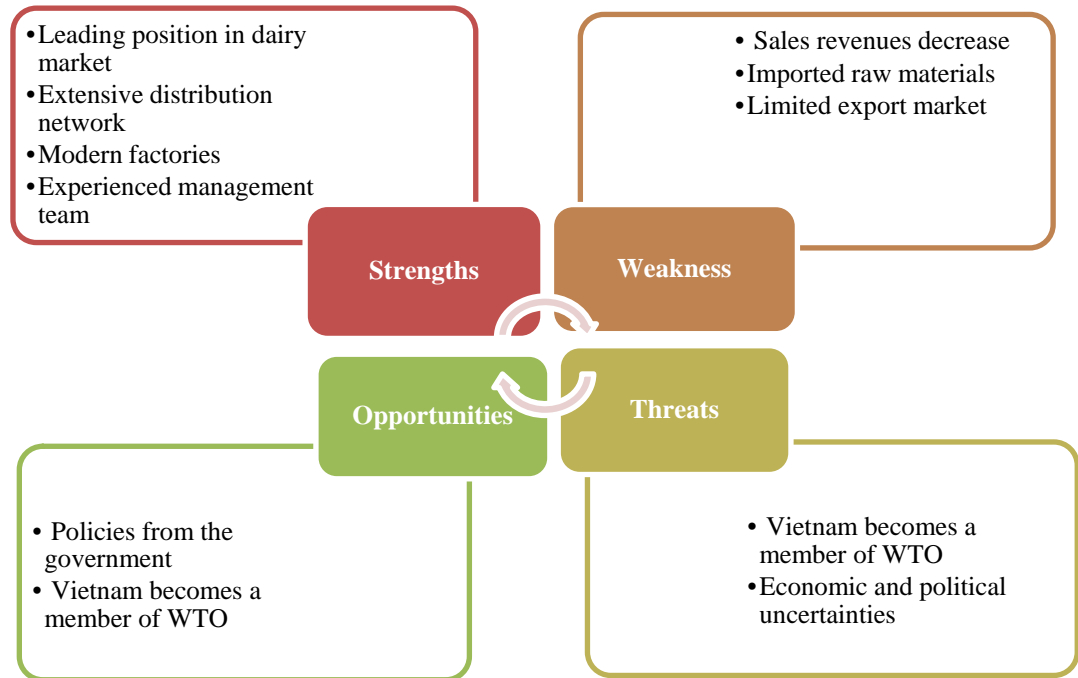 •Leading position in dairy
market
•Extensive distribution
network
•Modern factories
•Experienced management
team
• Sales revenues decrease
•Imported raw materials
•Limited export market
Strengths
Weakness
Opportunities
Threats
• Policies from the
government
• Vietnam becomes a
member of WTO
• Vietnam becomes a
member of WTO
•Economic and political
uncertainties